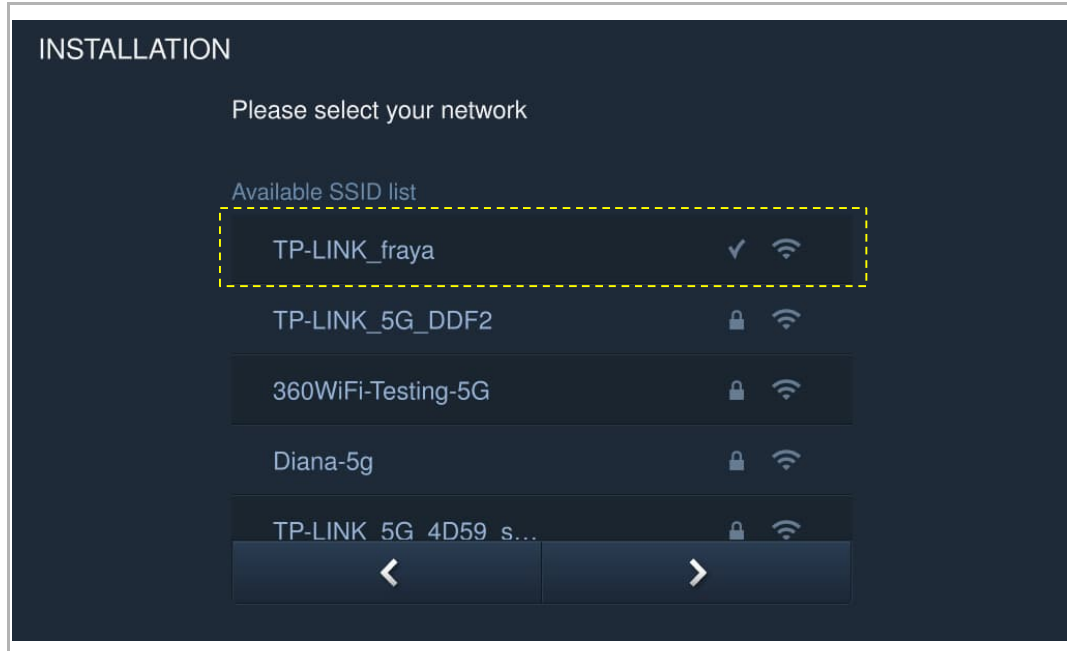 INSTALLATION
Please select your network
Available SSID list
TP-LINK_fraya
TP-LINK_5G_DDF2
360WiFi-Testing-5G
Diana-5g
TP-LINK_5G_4D59_s...